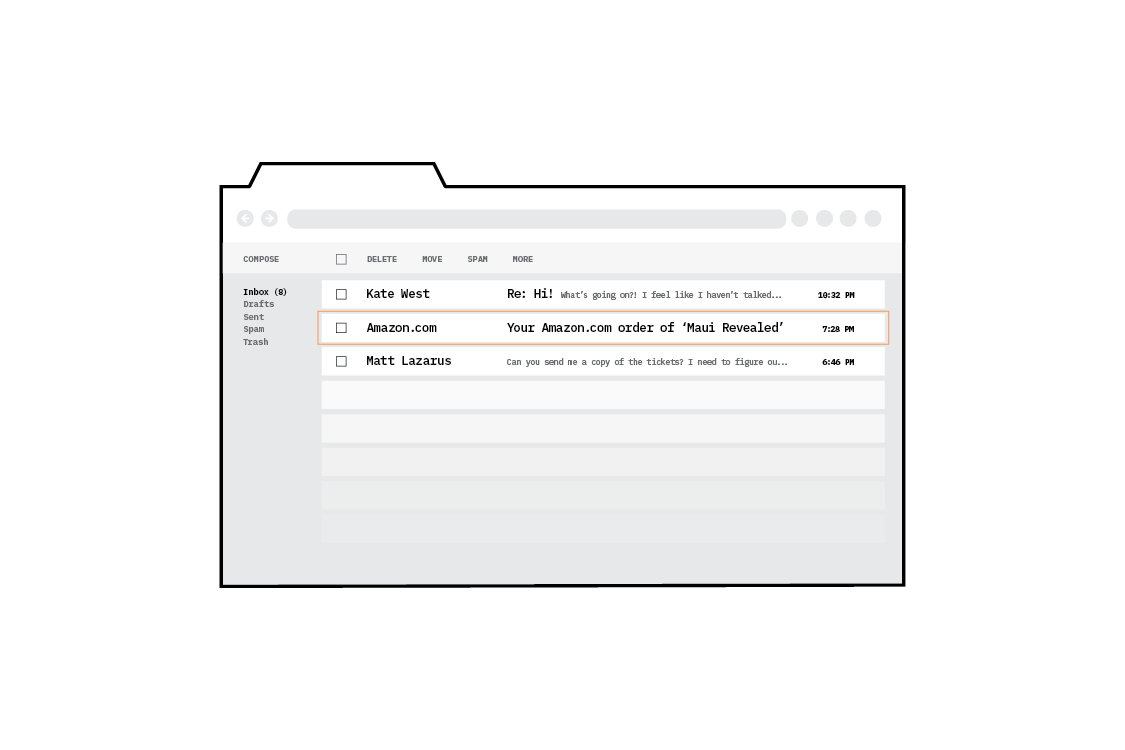 COMPOSE DELETE MOVE SPAM MORE
Inbox (8)
Drafts
Sent
Spam
Trash
Kate West Re: Hi! What’s going on?! I feel like I haven’t talked... 10:32 PM
Amazon.com Your Amazon.com order of ‘Maui Revealed’ 7:28 PM
Matt Lazarus Can you send me a copy of the tickets? I need to figure ou... 6:46 PM